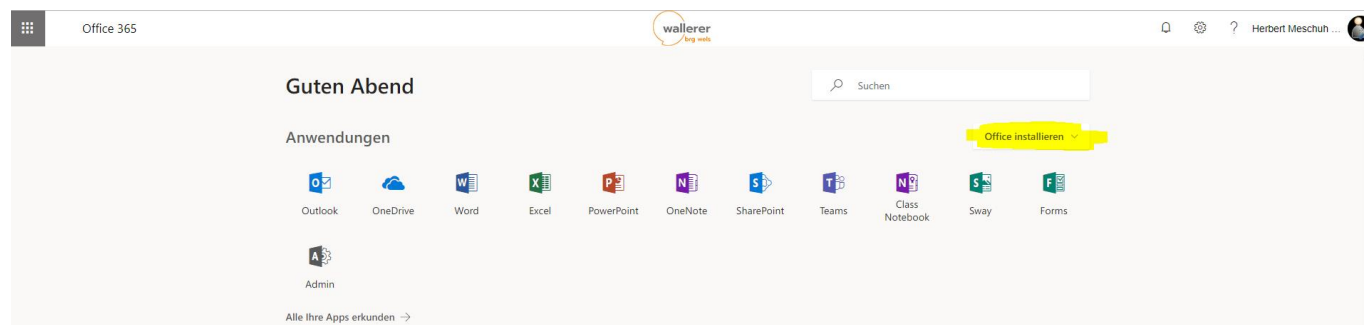 Office 365
wallerer
brg wels
? Herbert Meschuh ...
Guten Abend
Suchen
Anwendungen
Office installieren
Outlook OneDrive Word Excel PowerPoint OneNote SharePoint Teams Class Notebook Sway Forms
Admin
Alle Ihre Apps erkunden →